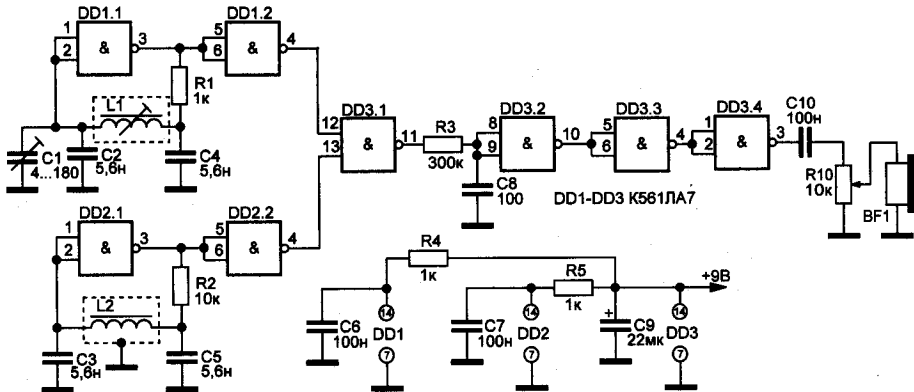 DD1.1
DD1.2
1
2
&
3
5
6
&
4
R1
1к
L1
C1
4...180
C2
5,6н
C4
5,6н
DD3.1
12
13
&
11
R3
300к
C8
100
DD3.2
8
9
&
10
DD3.3
5
6
&
4
DD3.4
1
2
&
3
C10
100н
R10
10к
BF1
DD1-DD3 К561ЛА7
DD2.1
DD2.2
1
2
&
3
5
6
&
4
R2
10к
L2
C3
5,6н
C5
5,6н
R4
1к
R5
1к
+9В
C6
100н
14
DD1
7
C7
100н
14
DD2
7
+
C9
22мк
14
DD3
7